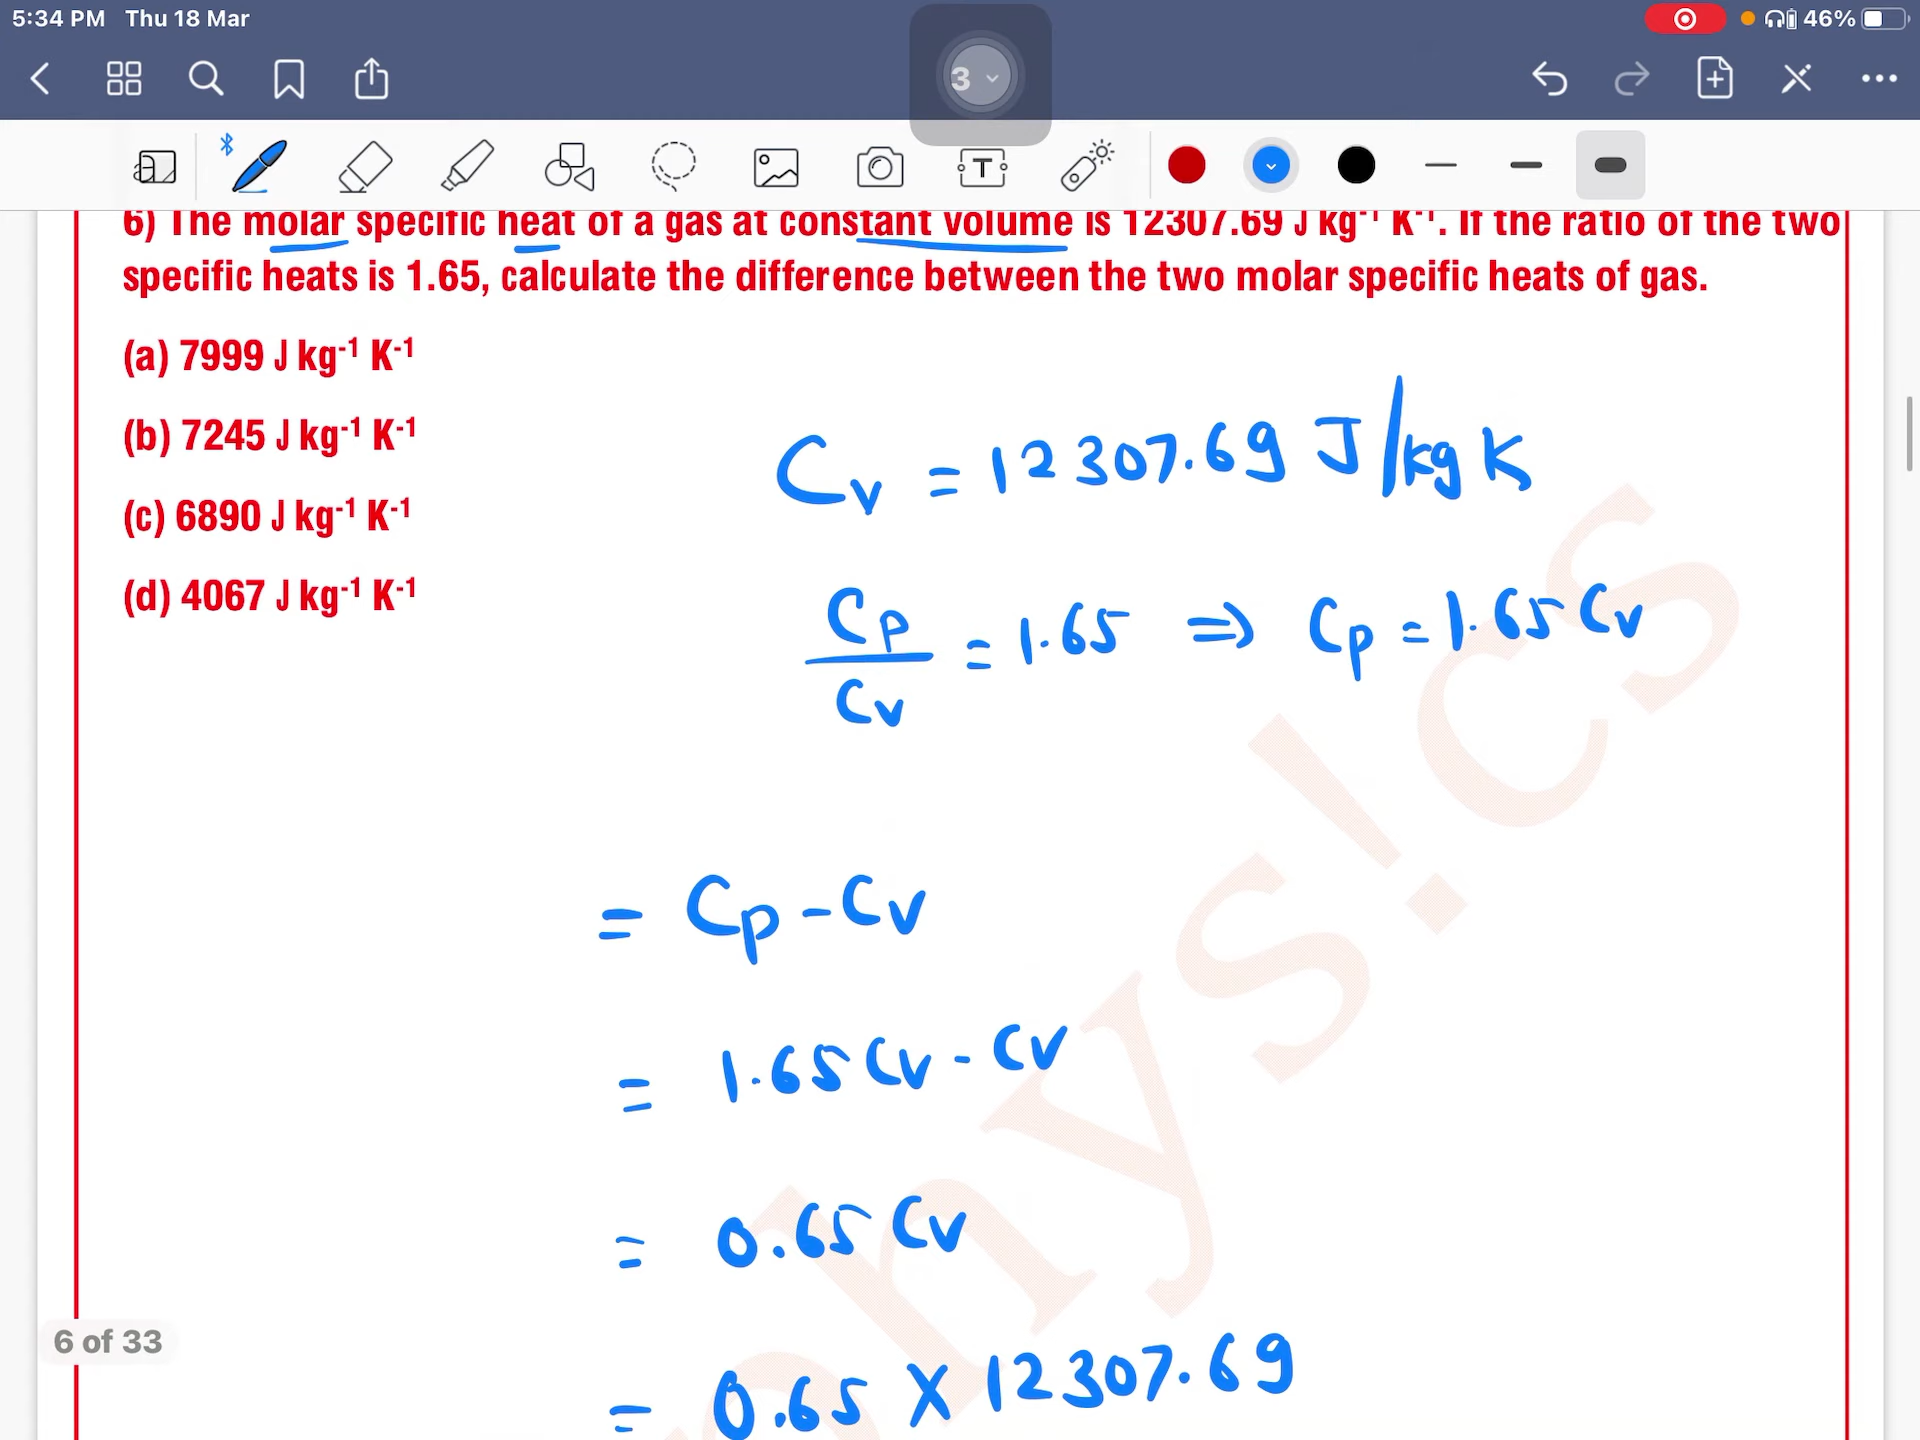 5:34 PM Thu 18 Mar
46%
3
T
6) The molar specific heat of a gas at constant volume is 12307.69 J kg⁻¹ K⁻¹. If the ratio of the two
specific heats is 1.65, calculate the difference between the two molar specific heats of gas.
(a) 7999 J kg⁻¹ K⁻¹
(b) 7245 J kg⁻¹ K⁻¹
(c) 6890 J kg⁻¹ K⁻¹
(d) 4067 J kg⁻¹ K⁻¹
Cv = 12307.69 J/kg K
Cp/Cv = 1.65 ⇒ Cp = 1.65 Cv
= Cp - Cv
= 1.65 Cv - Cv
= 0.65 Cv
= 0.65 X 12307.69
6 of 33
hys!cs